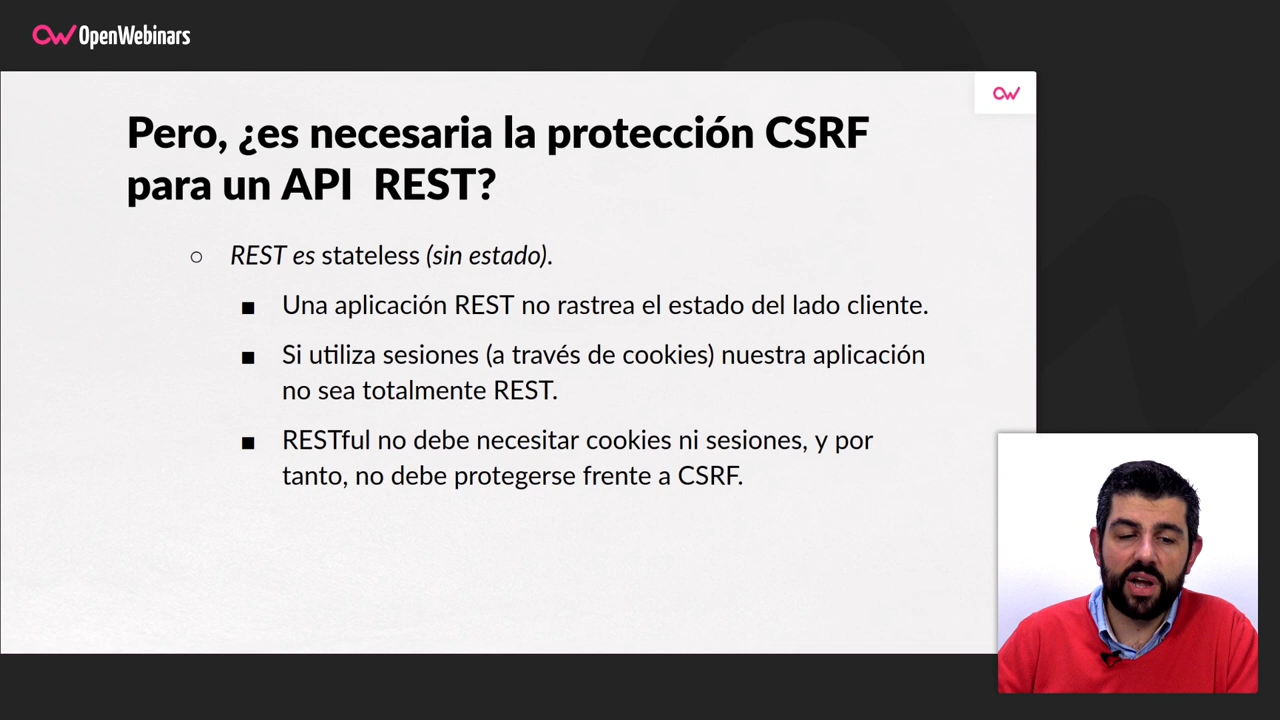 OpenWebinars
Pero, ¿es necesaria la protección CSRF
para un API REST?
○ REST es stateless (sin estado).
■ Una aplicación REST no rastrea el estado del lado cliente.
■ Si utiliza sesiones (a través de cookies) nuestra aplicación
no sea totalmente REST.
■ RESTful no debe necesitar cookies ni sesiones, y por
tanto, no debe protegerse frente a CSRF.